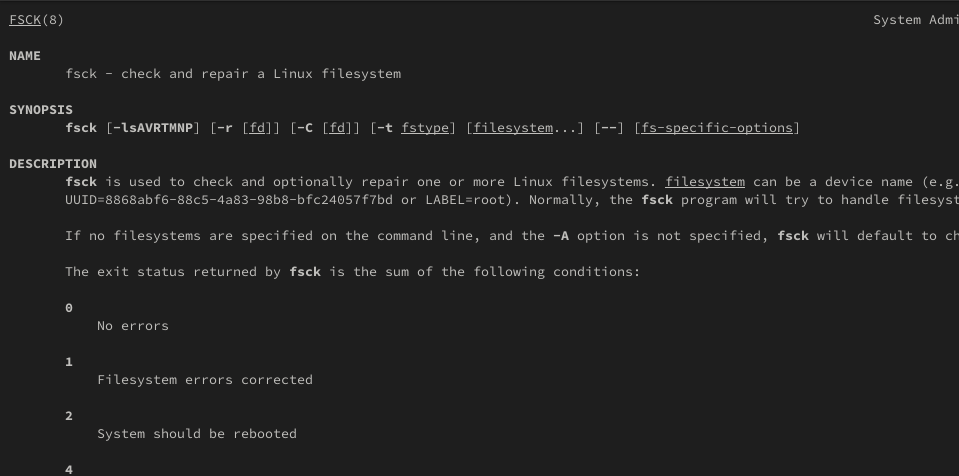 FSCK(8) System Admi
NAME
fsck - check and repair a Linux filesystem
SYNOPSIS
fsck [-lsAVRTMNP] [-r [fd]] [-C [fd]] [-t fstype] [filesystem...] [--] [fs-specific-options]
DESCRIPTION
fsck is used to check and optionally repair one or more Linux filesystems. filesystem can be a device name (e.g.
UUID=8868abf6-88c5-4a83-98b8-bfc24057f7bd or LABEL=root). Normally, the fsck program will try to handle filesyst
If no filesystems are specified on the command line, and the -A option is not specified, fsck will default to ch
The exit status returned by fsck is the sum of the following conditions:
0
No errors
1
Filesystem errors corrected
2
System should be rebooted
4